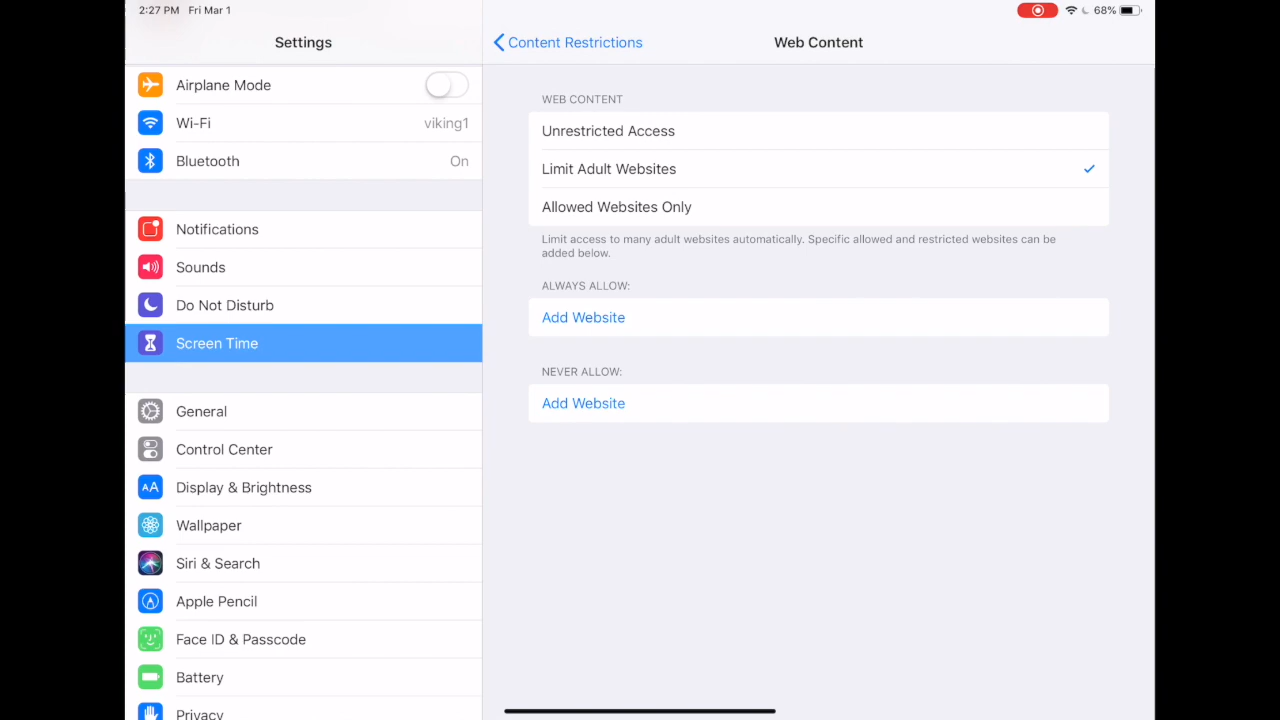 2:27 PM Fri Mar 1
68%
Settings
Airplane Mode
Wi-Fi
viking1
Bluetooth
On
Notifications
Sounds
Do Not Disturb
Screen Time
General
Control Center
AA
Display & Brightness
Wallpaper
Siri & Search
Apple Pencil
Face ID & Passcode
Battery
Privacy
Content Restrictions
Web Content
WEB CONTENT
Unrestricted Access
Limit Adult Websites
Allowed Websites Only
Limit access to many adult websites automatically. Specific allowed and restricted websites can be
added below.
ALWAYS ALLOW:
Add Website
NEVER ALLOW:
Add Website